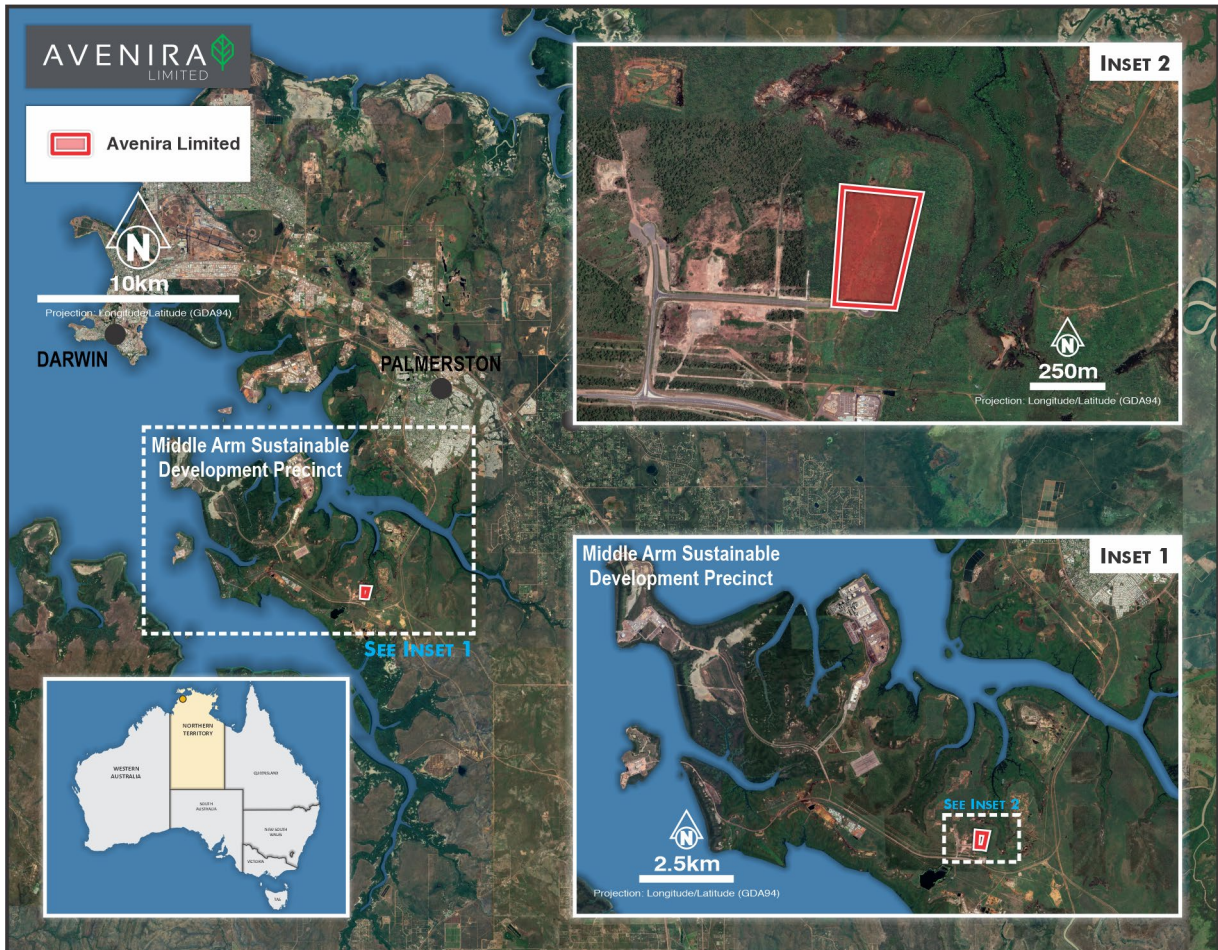 AVENIRA
LIMITED
Avenira Limited
N
10km
Projection: Longitude/Latitude (GDA94)
DARWIN
PALMERSTON
Middle Arm Sustainable
Development Precinct
SEE INSET 1
INSET 2
N
250m
Projection: Longitude/Latitude (GDA94)
Middle Arm Sustainable
Development Precinct
INSET 1
SEE INSET 2
N
2.5km
Projection: Longitude/Latitude (GDA94)
NORTHERN
TERRITORY
WESTERN
AUSTRALIA
QUEENSLAND
SOUTH
AUSTRALIA
NEW SOUTH
WALES
VICTORIA
TAS